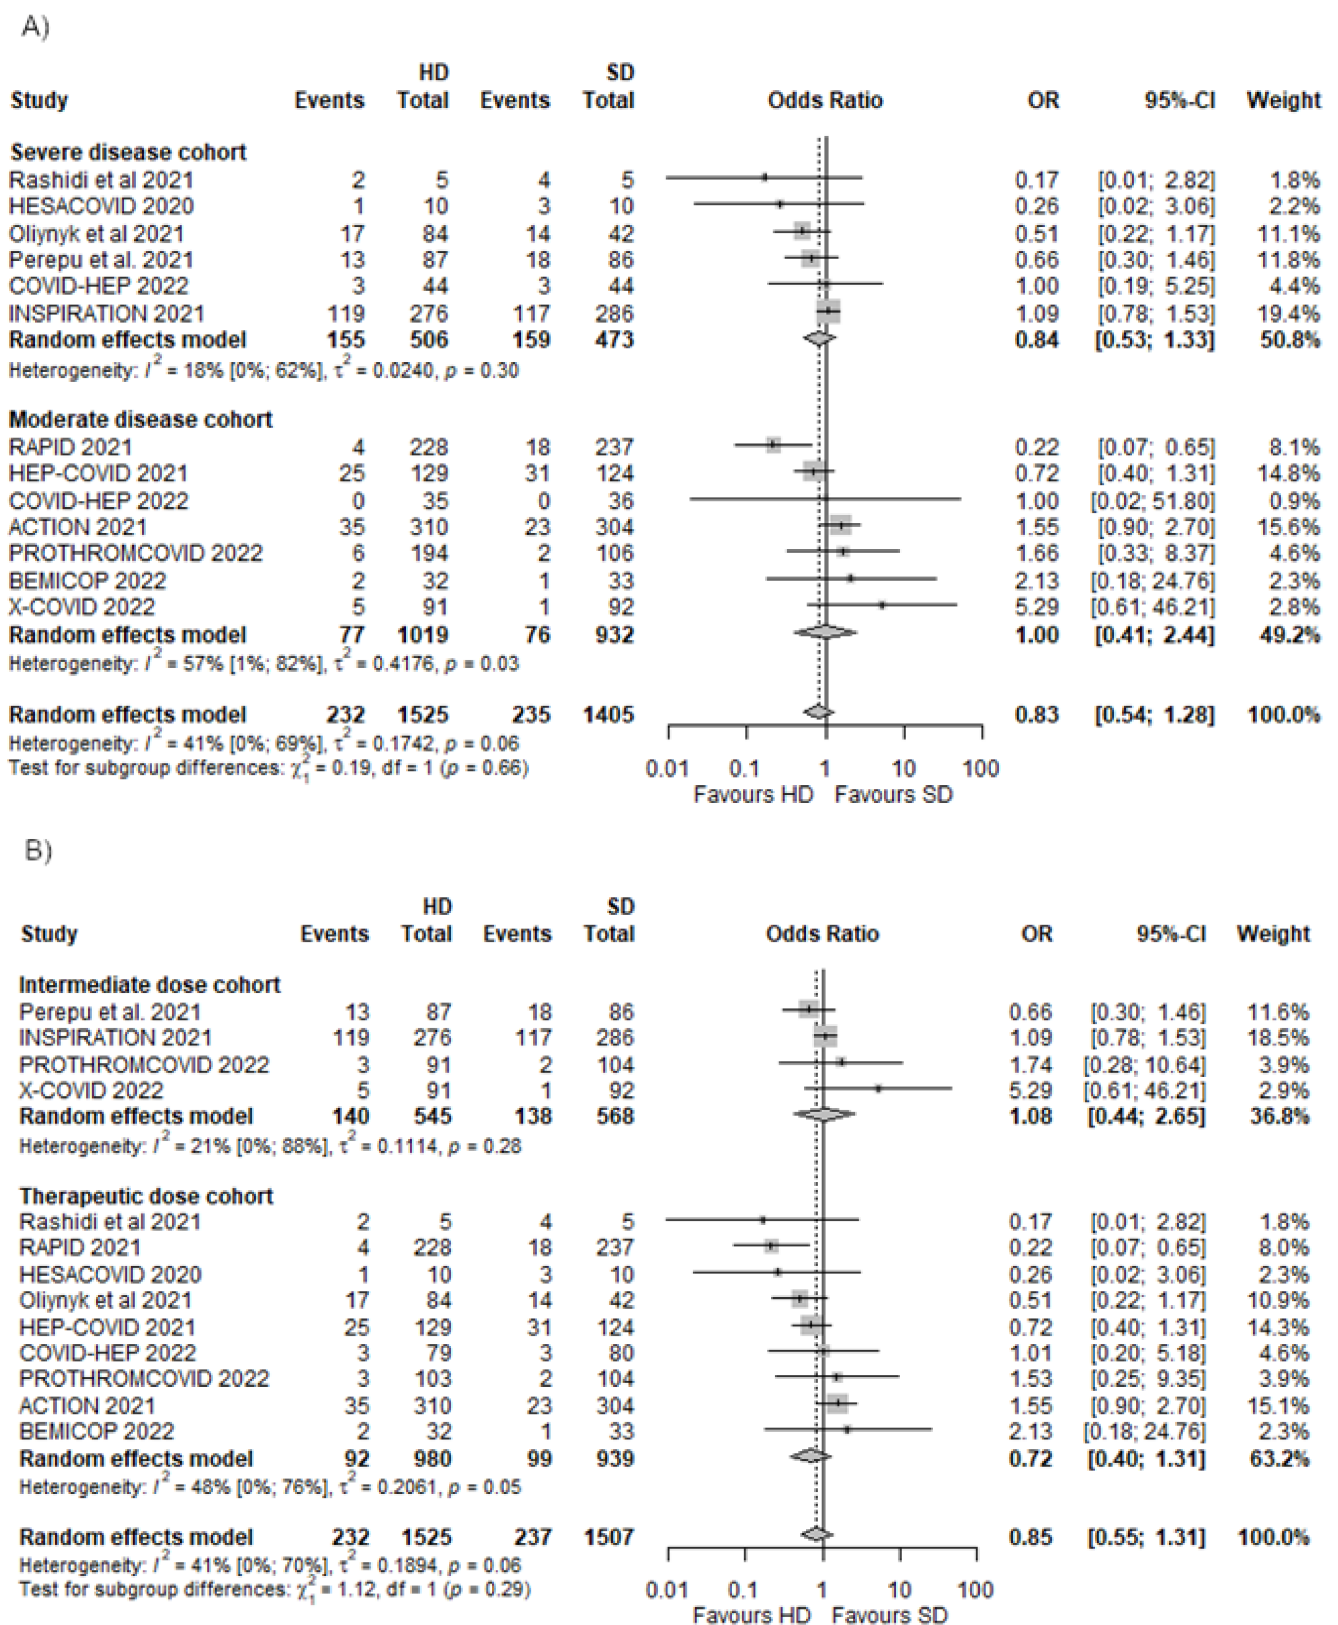 A)
HD SD
Study Events Total Events Total Odds Ratio OR 95%-CI Weight
Severe disease cohort
Rashidi et al 2021 2 5 4 5 0.17 [0.01; 2.82] 1.8%
HESACOVID 2020 1 10 3 10 0.26 [0.02; 3.06] 2.2%
Oliynyk et al 2021 17 84 14 42 0.51 [0.22; 1.17] 11.1%
Perepu et al. 2021 13 87 18 86 0.66 [0.30; 1.46] 11.8%
COVID-HEP 2022 3 44 3 44 1.00 [0.19; 5.25] 4.4%
INSPIRATION 2021 119 276 117 286 1.09 [0.78; 1.53] 19.4%
Random effects model 155 506 159 473 0.84 [0.53; 1.33] 50.8%
Heterogeneity: I² = 18% [0%; 62%], τ² = 0.0240, p = 0.30
Moderate disease cohort
RAPID 2021 4 228 18 237 0.22 [0.07; 0.65] 8.1%
HEP-COVID 2021 25 129 31 124 0.72 [0.40; 1.31] 14.8%
COVID-HEP 2022 0 35 0 36 1.00 [0.02; 51.80] 0.9%
ACTION 2021 35 310 23 304 1.55 [0.90; 2.70] 15.6%
PROTHROMCOVID 2022 6 194 2 106 1.66 [0.33; 8.37] 4.6%
BEMICOP 2022 2 32 1 33 2.13 [0.18; 24.76] 2.3%
X-COVID 2022 5 91 1 92 5.29 [0.61; 46.21] 2.8%
Random effects model 77 1019 76 932 1.00 [0.41; 2.44] 49.2%
Heterogeneity: I² = 57% [1%; 82%], τ² = 0.4176, p = 0.03
Random effects model 232 1525 235 1405 0.83 [0.54; 1.28] 100.0%
Heterogeneity: I² = 41% [0%; 69%], τ² = 0.1742, p = 0.06
Test for subgroup differences: χ²₁ = 0.19, df = 1 (p = 0.66)
0.01 0.1 1 10 100
Favours HD Favours SD
B)
HD SD
Study Events Total Events Total Odds Ratio OR 95%-CI Weight
Intermediate dose cohort
Perepu et al. 2021 13 87 18 86 0.66 [0.30; 1.46] 11.6%
INSPIRATION 2021 119 276 117 286 1.09 [0.78; 1.53] 18.5%
PROTHROMCOVID 2022 3 91 2 104 1.74 [0.28; 10.64] 3.9%
X-COVID 2022 5 91 1 92 5.29 [0.61; 46.21] 2.9%
Random effects model 140 545 138 568 1.08 [0.44; 2.65] 36.8%
Heterogeneity: I² = 21% [0%; 88%], τ² = 0.1114, p = 0.28
Therapeutic dose cohort
Rashidi et al 2021 2 5 4 5 0.17 [0.01; 2.82] 1.8%
RAPID 2021 4 228 18 237 0.22 [0.07; 0.65] 8.0%
HESACOVID 2020 1 10 3 10 0.26 [0.02; 3.06] 2.3%
Oliynyk et al 2021 17 84 14 42 0.51 [0.22; 1.17] 10.9%
HEP-COVID 2021 25 129 31 124 0.72 [0.40; 1.31] 14.3%
COVID-HEP 2022 3 79 3 80 1.01 [0.20; 5.18] 4.6%
PROTHROMCOVID 2022 3 103 2 104 1.53 [0.25; 9.35] 3.9%
ACTION 2021 35 310 23 304 1.55 [0.90; 2.70] 15.1%
BEMICOP 2022 2 32 1 33 2.13 [0.18; 24.76] 2.3%
Random effects model 92 980 99 939 0.72 [0.40; 1.31] 63.2%
Heterogeneity: I² = 48% [0%; 76%], τ² = 0.2061, p = 0.05
Random effects model 232 1525 237 1507 0.85 [0.55; 1.31] 100.0%
Heterogeneity: I² = 41% [0%; 70%], τ² = 0.1894, p = 0.06
Test for subgroup differences: χ²₁ = 1.12, df = 1 (p = 0.29)
0.01 0.1 1 10 100
Favours HD Favours SD